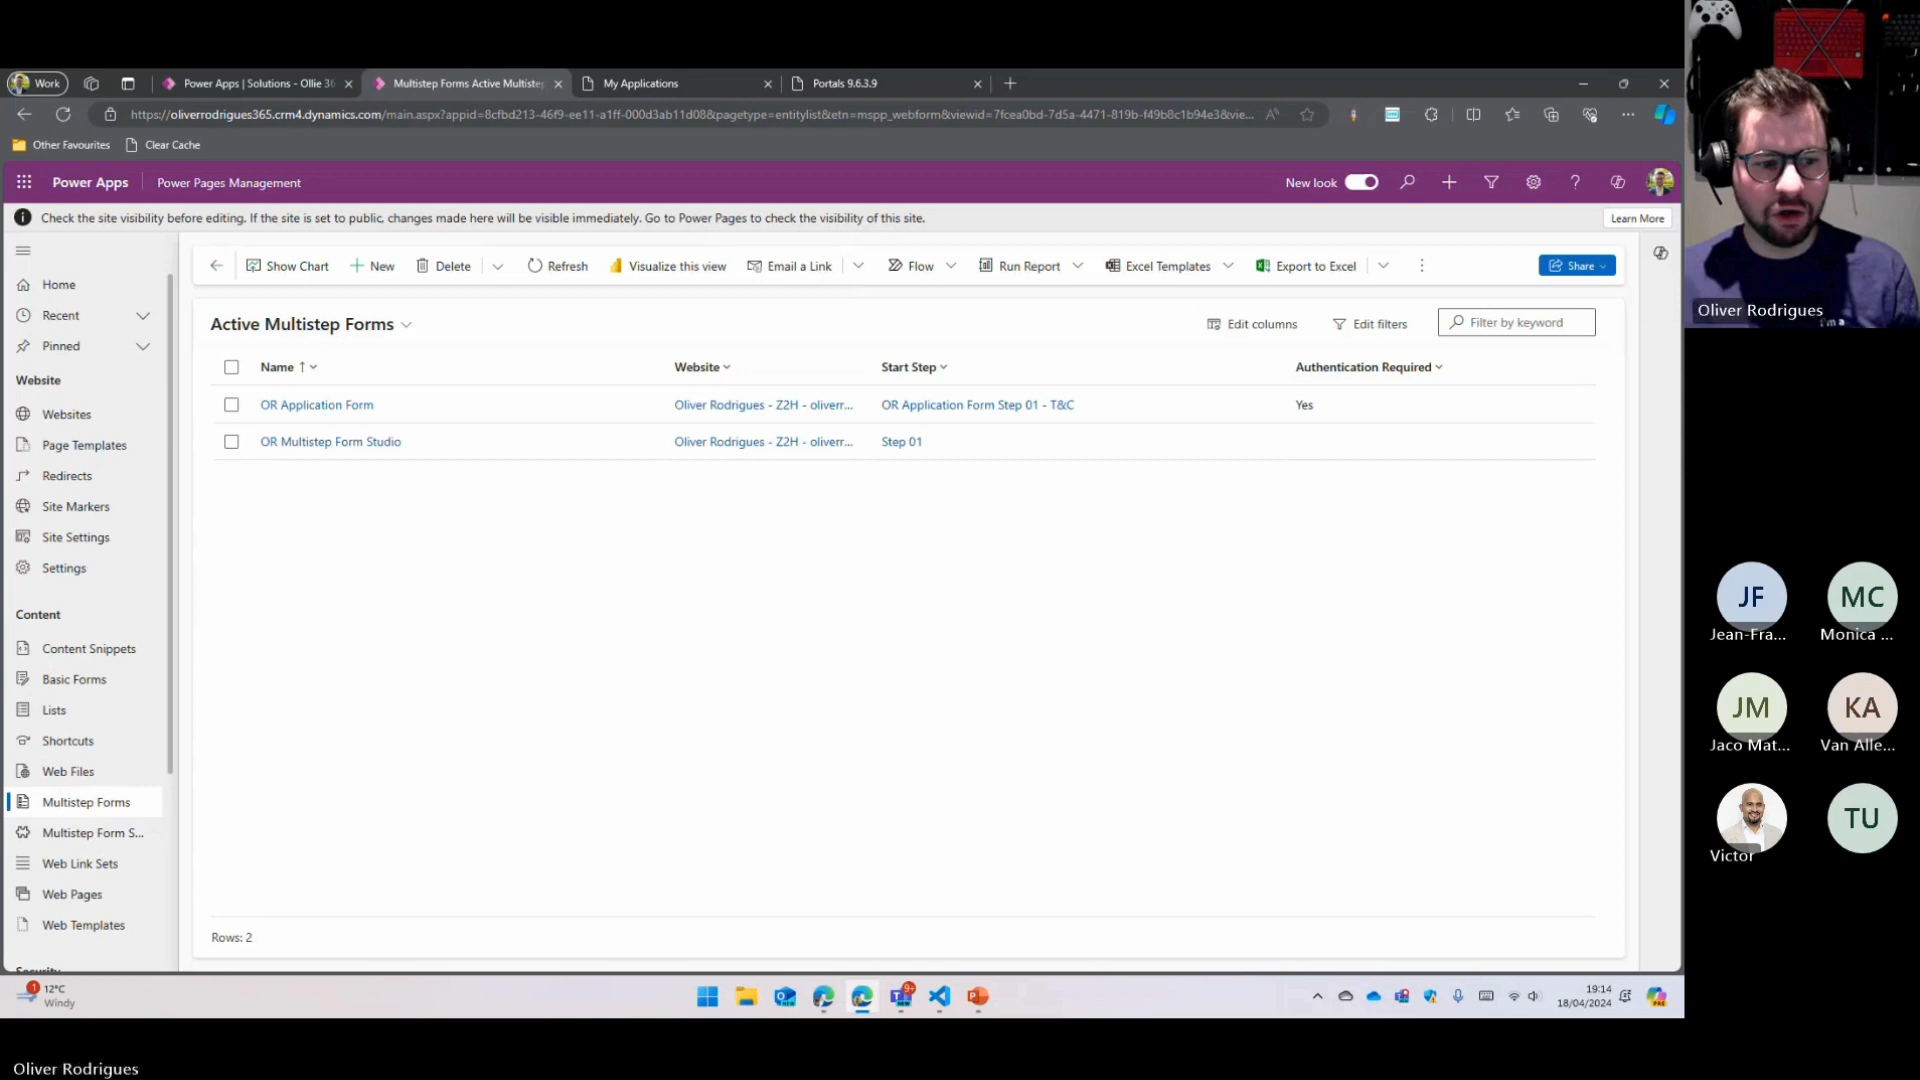 Work
Power Apps | Solutions - Ollie 36
Multistep Forms Active Multistep
My Applications
Portals 9.6.3.9
https://oliverrodrigues365.crm4.dynamics.com/main.aspx?appid=8cfbd213-46f9-ee11-a1ff-000d3ab11d08&pagetype=entitylist&etn=mspp_webform&viewid=7fcea0bd-7d5a-4471-819b-f49b8c1b94e3&vie...
Other Favourites
Clear Cache
Power Apps
Power Pages Management
New look
Check the site visibility before editing. If the site is set to public, changes made here will be visible immediately. Go to Power Pages to check the visibility of this site.
Learn More
Show Chart
New
Delete
Refresh
Visualize this view
Email a Link
Flow
Run Report
Excel Templates
Export to Excel
Share
Home
Recent
Pinned
Website
Websites
Page Templates
Redirects
Site Markers
Site Settings
Settings
Content
Content Snippets
Basic Forms
Lists
Shortcuts
Web Files
Multistep Forms
Multistep Form S...
Web Link Sets
Web Pages
Web Templates
Security
Active Multistep Forms
Edit columns
Edit filters
Filter by keyword
Name
Website
Start Step
Authentication Required
OR Application Form
Oliver Rodrigues - Z2H - oliverr...
OR Application Form Step 01 - T&C
Yes
OR Multistep Form Studio
Oliver Rodrigues - Z2H - oliverr...
Step 01
Rows: 2
1
12°C
Windy
9+
19:14
18/04/2024
Oliver Rodrigues
JF
Jean-Fra...
MC
Monica ...
JM
Jaco Mat...
KA
Van Alle...
Victor
TU
Oliver Rodrigues